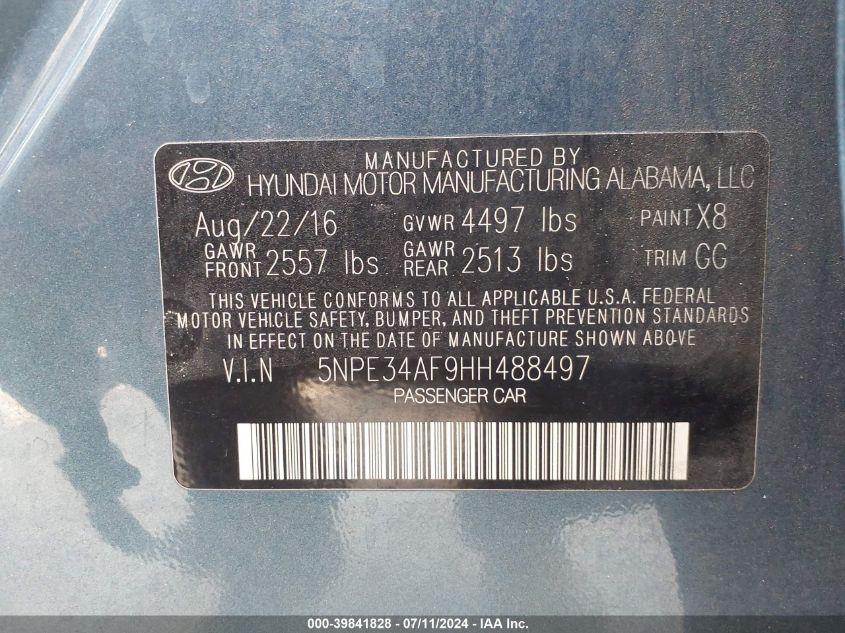 MANUFACTURED BY
HYUNDAI MOTOR MANUFACTURING ALABAMA, LLC
Aug/22/16 GVWR 4497 lbs PAINT X8
GAWR FRONT 2557 lbs GAWR REAR 2513 lbs TRIM GG
THIS VEHICLE CONFORMS TO ALL APPLICABLE U.S.A. FEDERAL
MOTOR VEHICLE SAFETY, BUMPER, AND THEFT PREVENTION STANDARDS
IN EFFECT ON THE DATE OF MANUFACTURE SHOWN ABOVE
V.I.N 5NPE34AF9HH488497
PASSENGER CAR
000-39841828 - 07/11/2024 - IAAI.COM